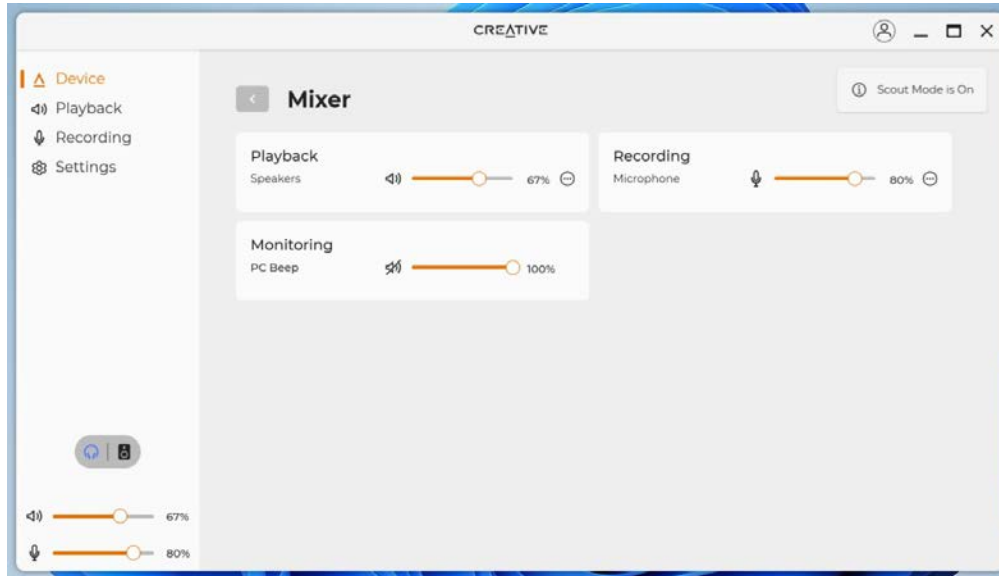 CREATIVE
Device
Playback
Recording
Settings
Mixer
Scout Mode is On
Playback
Speakers
67%
Recording
Microphone
80%
Monitoring
PC Beep
100%
67%
80%